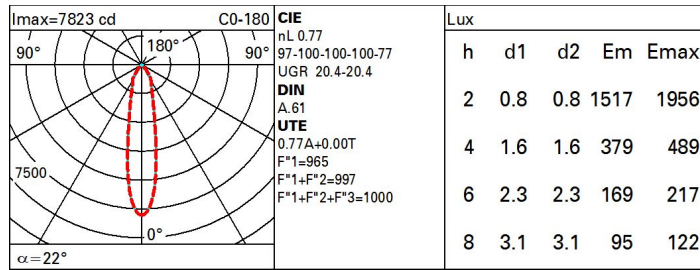 Imax=7823 cd C0-180
90° 180° 90°
7500
0°
α=22°
CIE
nL 0.77
97-100-100-100-77
UGR 20.4-20.4
DIN
A.61
UTE
0.77A+0.00T
F"1=965
F"1+F"2=997
F"1+F"2+F"3=1000
Lux
h d1 d2 Em Emax
2 0.8 0.8 1517 1956
4 1.6 1.6 379 489
6 2.3 2.3 169 217
8 3.1 3.1 95 122